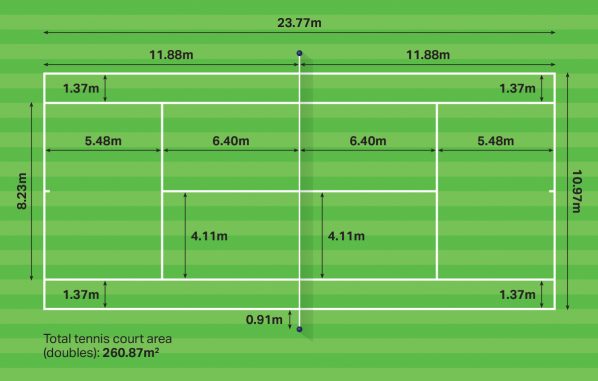 23.77m
11.88m
11.88m
1.37m
1.37m
5.48m
6.40m
6.40m
5.48m
8.23m
10.97m
4.11m
4.11m
1.37m
1.37m
0.91m
Total tennis court area
(doubles): 260.87m²